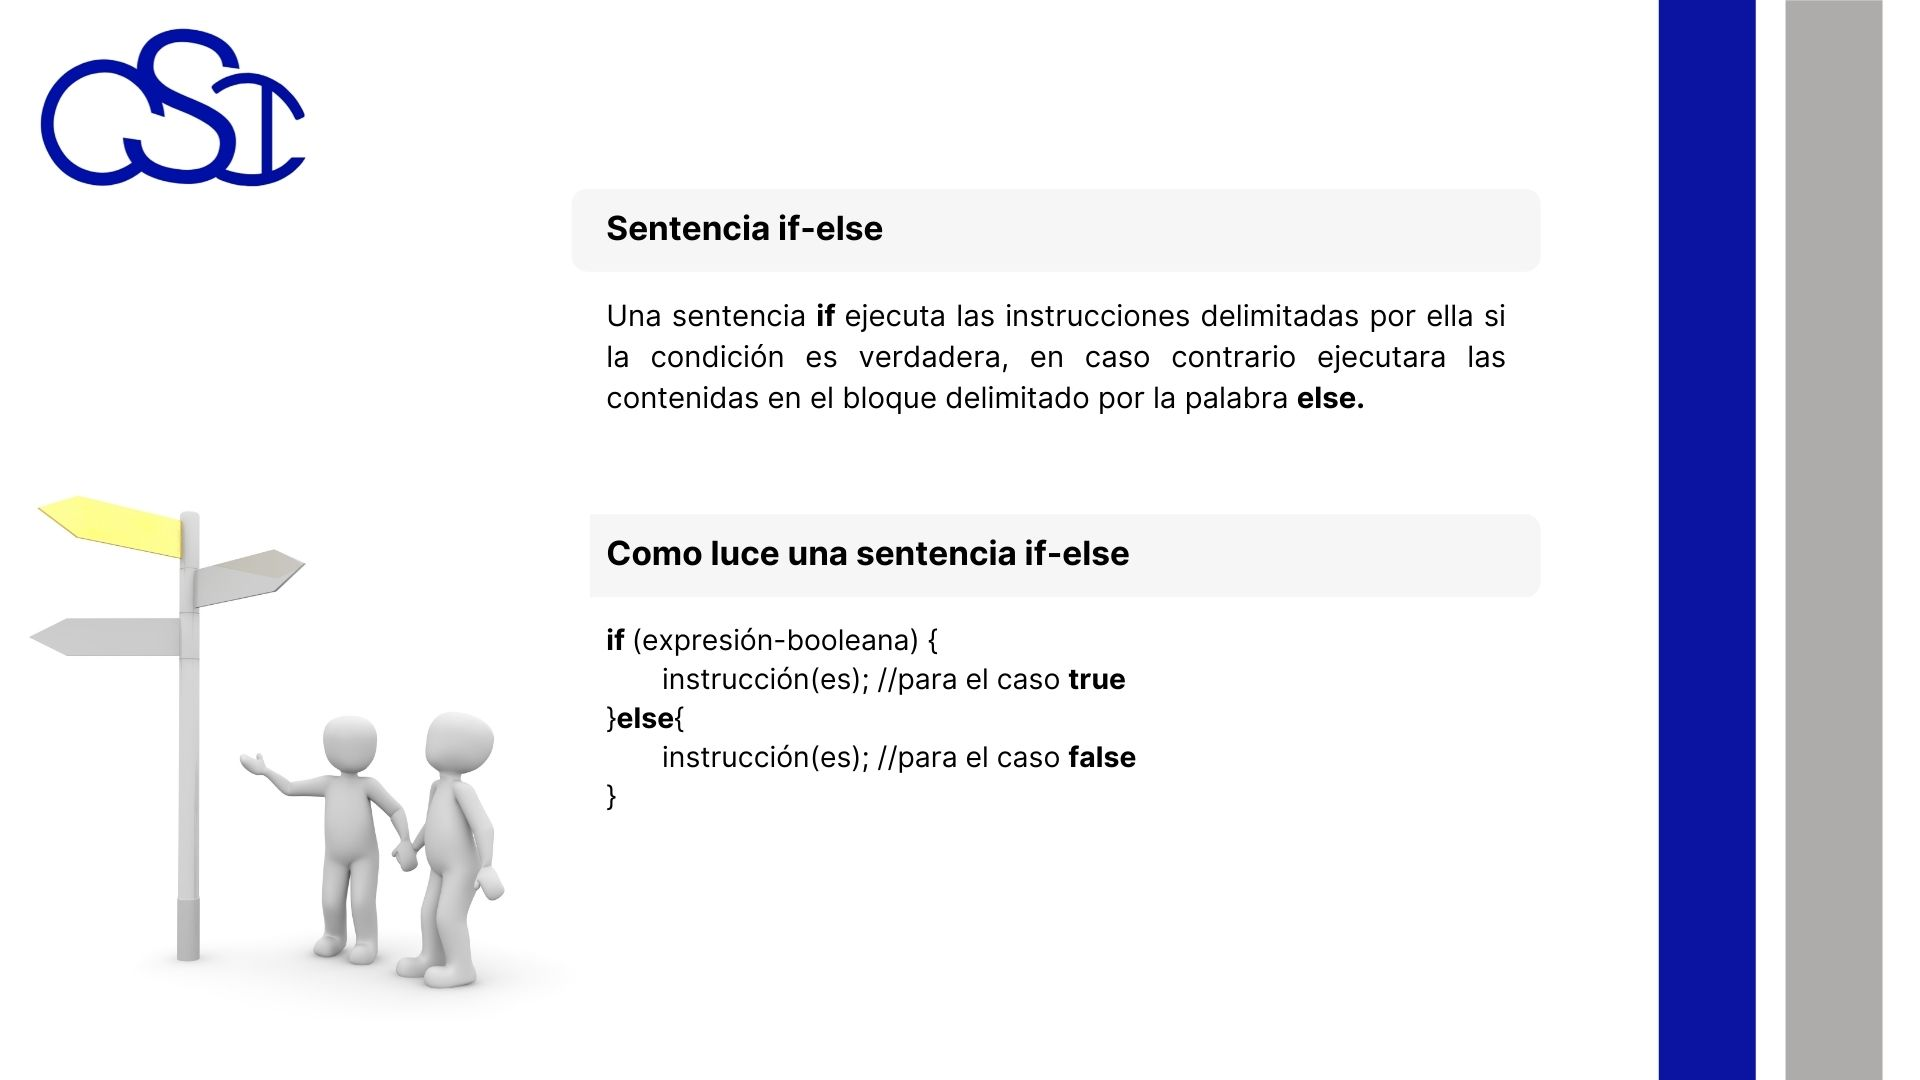 CSI
Sentencia if-else
Una sentencia if ejecuta las instrucciones delimitadas por ella si
la condición es verdadera, en caso contrario ejecutara las
contenidas en el bloque delimitado por la palabra else.
Como luce una sentencia if-else
if (expresión-booleana) {
instrucción(es); //para el caso true
}else{
instrucción(es); //para el caso false
}